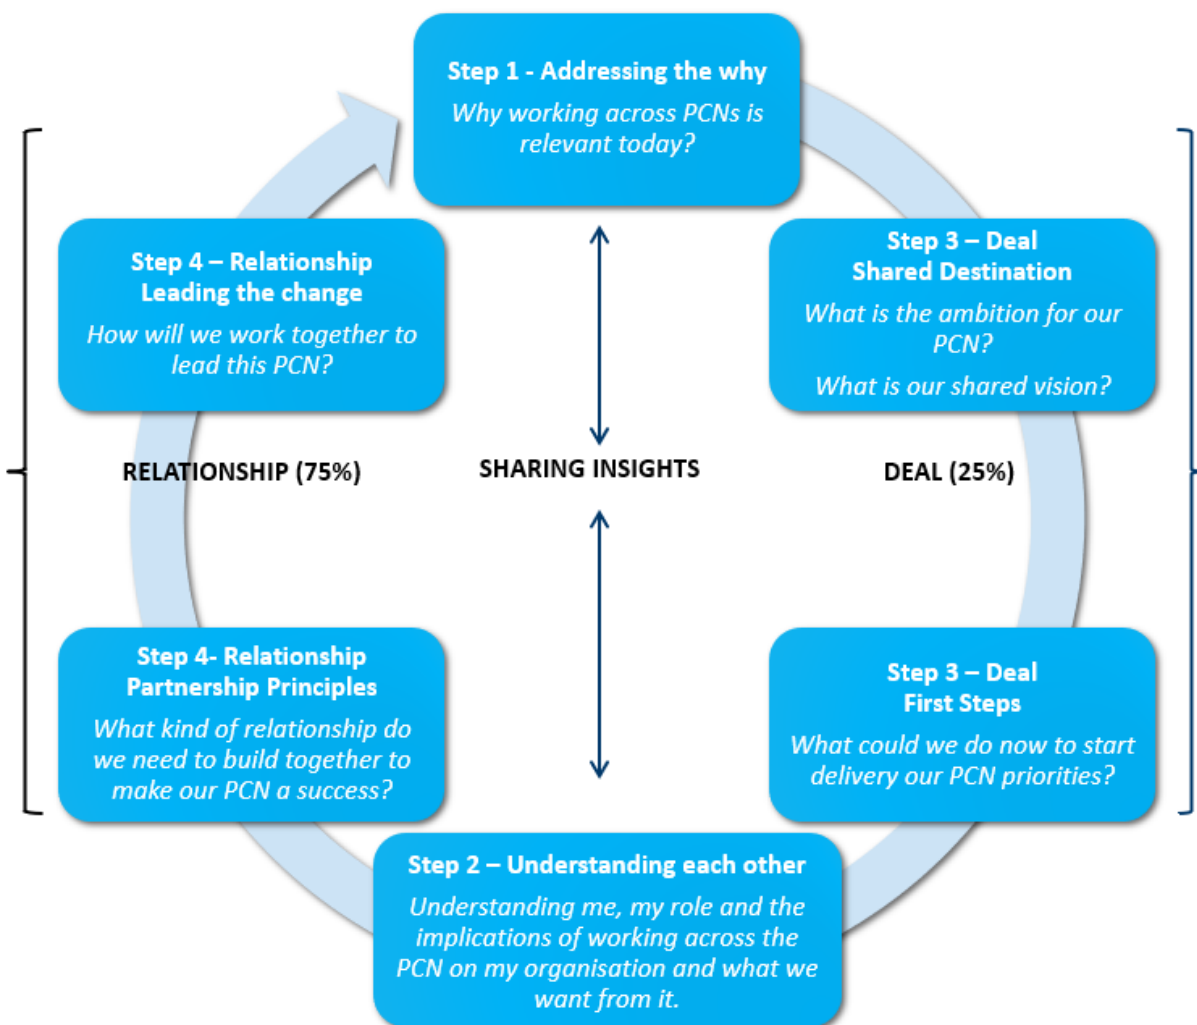 Step 1 - Addressing the why
Why working across PCNs is
relevant today?
Step 4 – Relationship
Leading the change
How will we work together to
lead this PCN?
Step 3 – Deal
Shared Destination
What is the ambition for our
PCN?
What is our shared vision?
RELATIONSHIP (75%)
SHARING INSIGHTS
DEAL (25%)
Step 4- Relationship
Partnership Principles
What kind of relationship do
we need to build together to
make our PCN a success?
Step 3 – Deal
First Steps
What could we do now to start
delivery our PCN priorities?
Step 2 – Understanding each other
Understanding me, my role and the
implications of working across the
PCN on my organisation and what we
want from it.